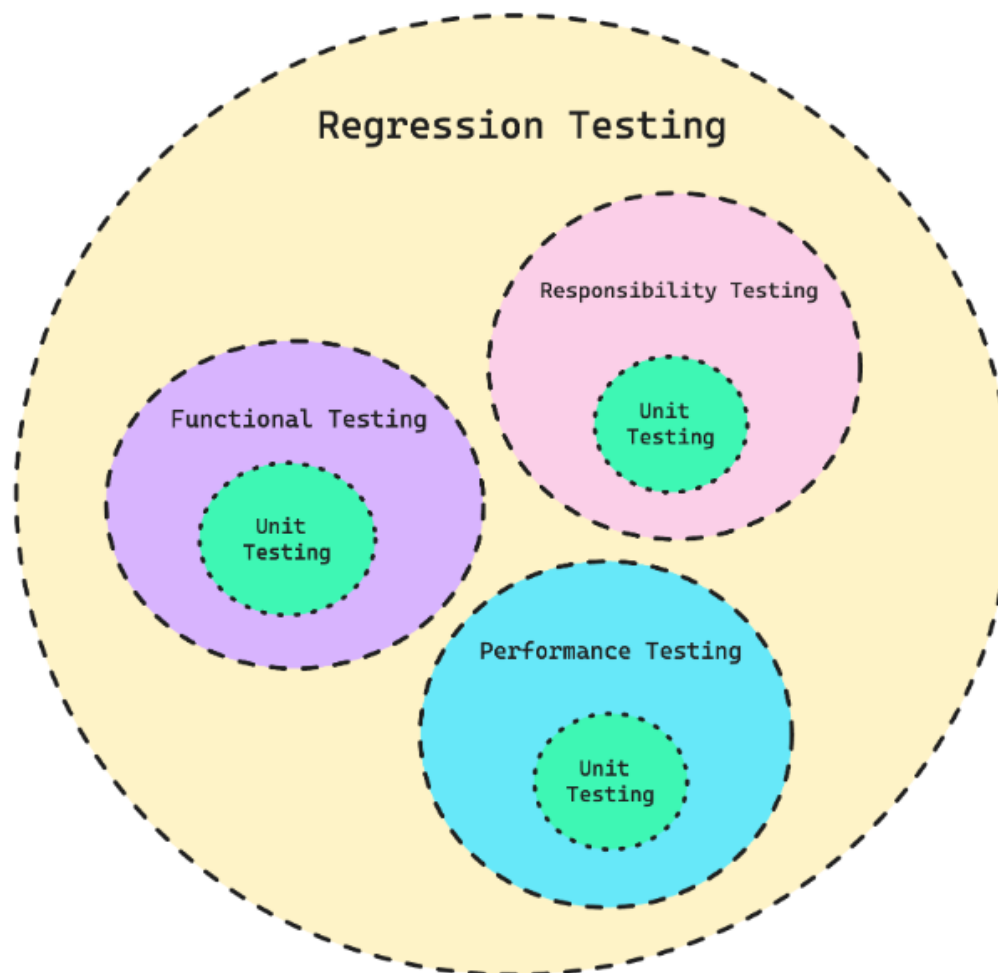 Regression Testing
Responsibility Testing
Unit
Testing
Functional Testing
Unit
Testing
Performance Testing
Unit
Testing